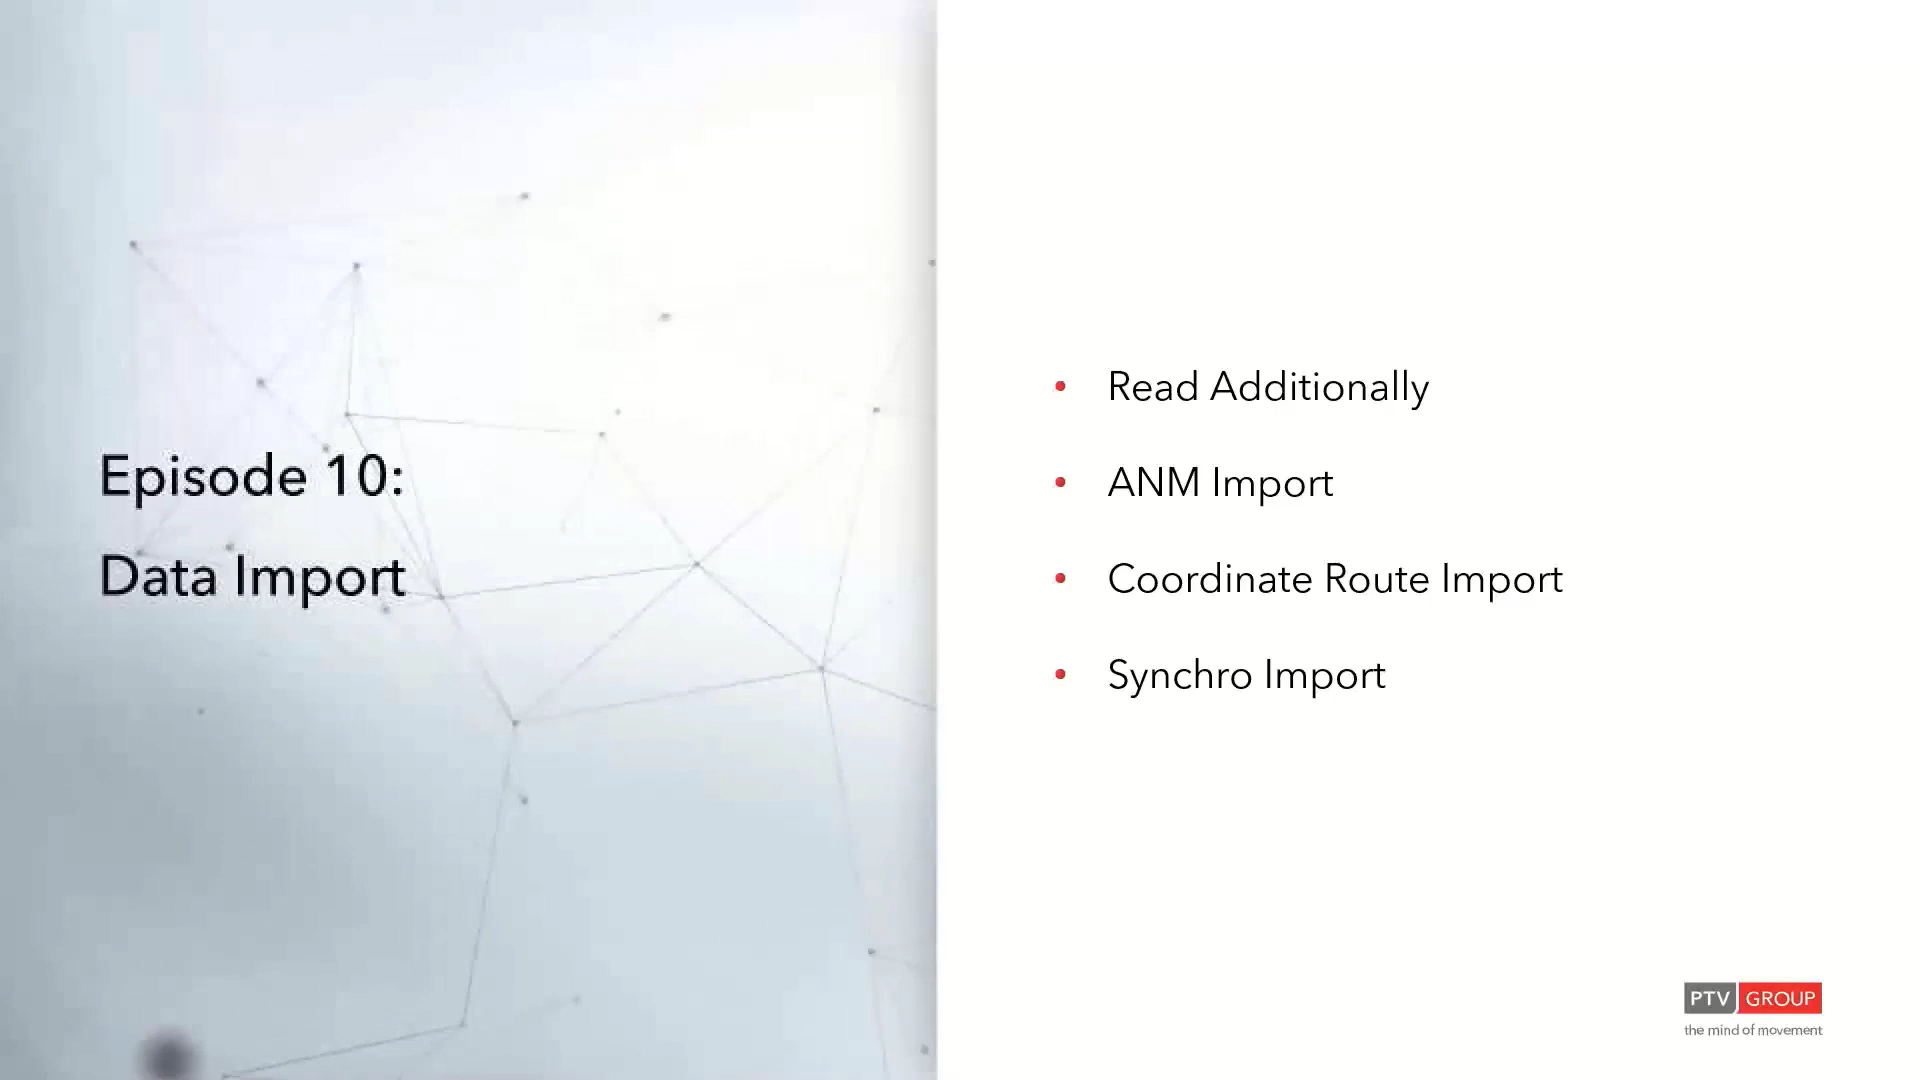 Episode 10:
Data Import
Read Additionally
ANM Import
Coordinate Route Import
Synchro Import
PTV GROUP
the mind of movement